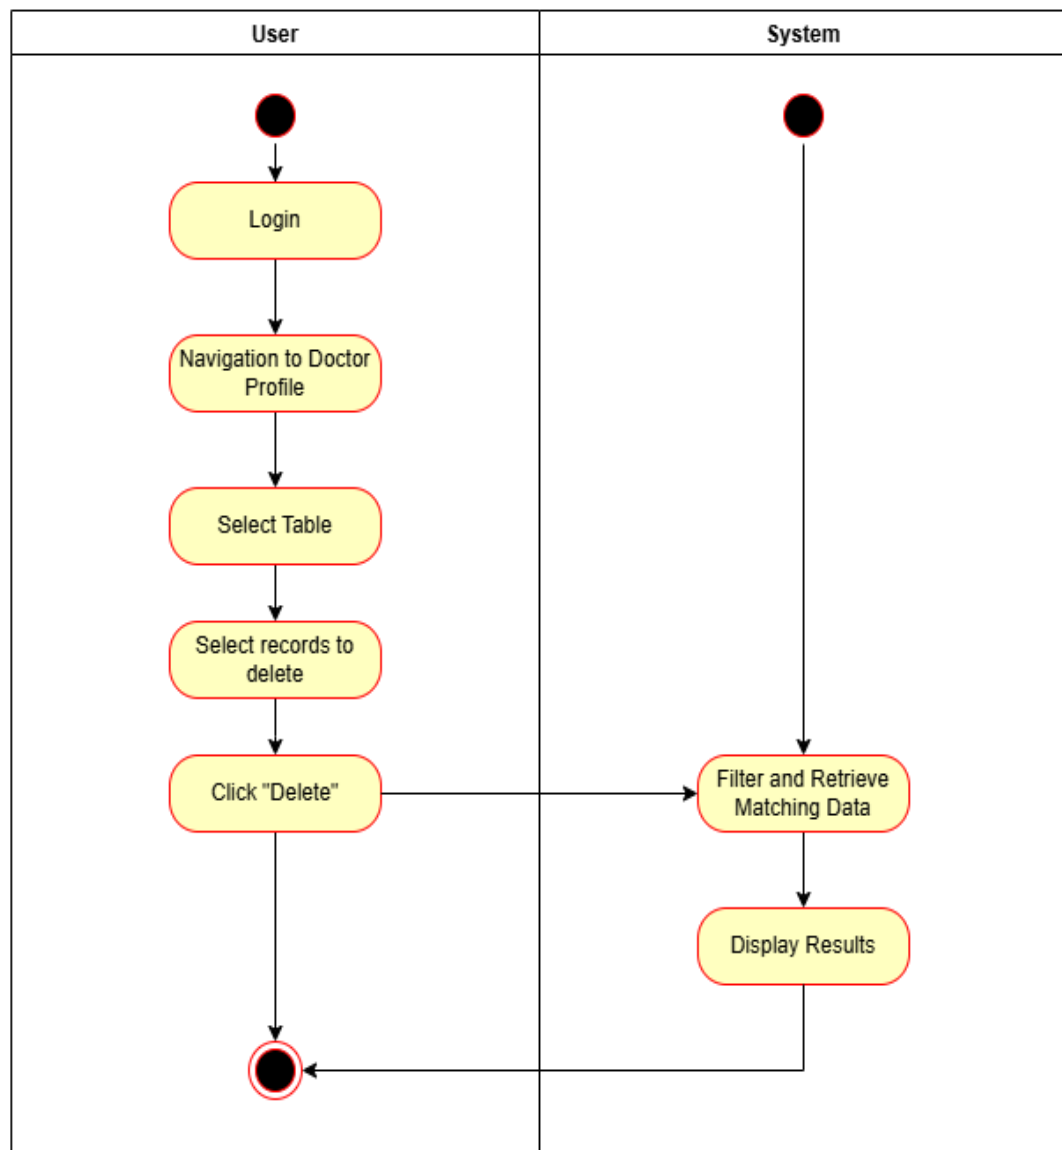 User
System
Login
Navigation to Doctor
Profile
Select Table
Select records to
delete
Click "Delete"
Filter and Retrieve
Matching Data
Display Results